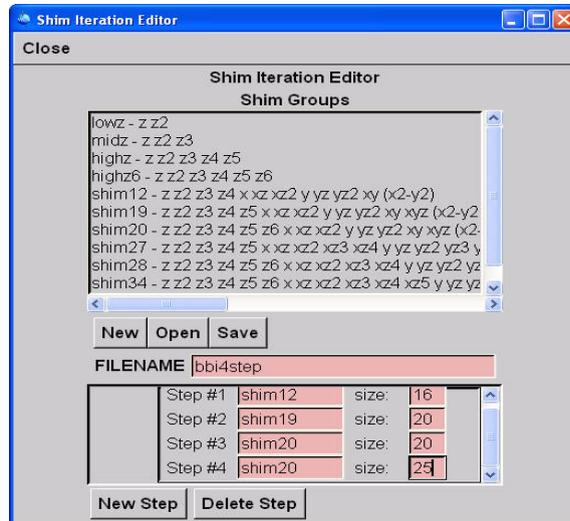 Shim Iteration Editor
Close
Shim Iteration Editor
Shim Groups
lowz - z z2
midz - z z2 z3
highz - z z2 z3 z4 z5
highz6 - z z2 z3 z4 z5 z6
shim12 - z z2 z3 z4 x xz xz2 y yz yz2 xy (x2-y2)
shim19 - z z2 z3 z4 z5 x xz xz2 y yz yz2 xy xyz (x2-y2
shim20 - z z2 z3 z4 z5 z6 x xz xz2 y yz yz2 xy xyz (x2-
shim27 - z z2 z3 z4 z5 x xz xz2 xz3 xz4 y yz yz2 yz3 y
shim28 - z z2 z3 z4 z5 z6 x xz xz2 xz3 xz4 y yz yz2 yz
shim34 - z z2 z3 z4 z5 z6 x xz xz2 xz3 xz4 xz5 y yz yz
New Open Save
FILENAME bbi4step
Step #1 shim12 size: 16
Step #2 shim19 size: 20
Step #3 shim20 size: 20
Step #4 shim20 size: 25
New Step Delete Step